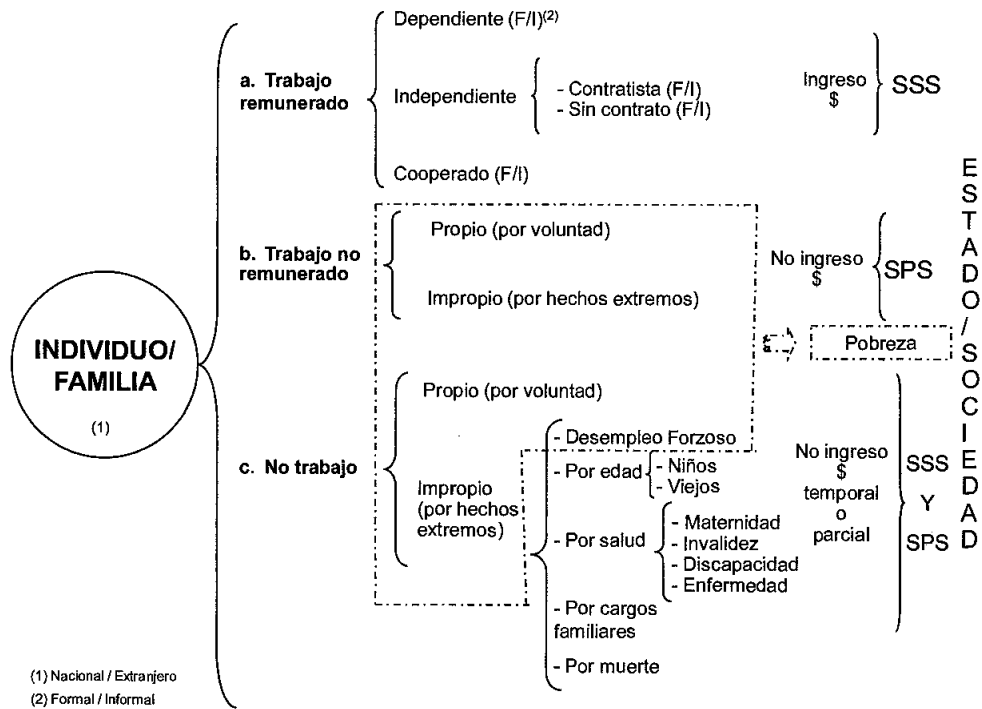 INDIVIDUO/
FAMILIA
(1)
a. Trabajo
remunerado
Dependiente (F/I)(2)
Independiente
- Contratista (F/I)
- Sin contrato (F/I)
Cooperado (F/I)
Ingreso
$
SSS
b. Trabajo no
remunerado
Propio (por voluntad)
Impropio (por hechos extremos)
No ingreso
$
SPS
Pobreza
c. No trabajo
Propio (por voluntad)
Impropio
(por hechos
extremos)
- Desempleo Forzoso
- Por edad
- Niños
- Viejos
- Por salud
- Maternidad
- Invalidez
- Discapacidad
- Enfermedad
- Por cargos
familiares
- Por muerte
No ingreso
$
temporal
o
parcial
SSS
Y
SPS
ESTADO/SOCIEDAD
(1) Nacional / Extranjero
(2) Formal / Informal